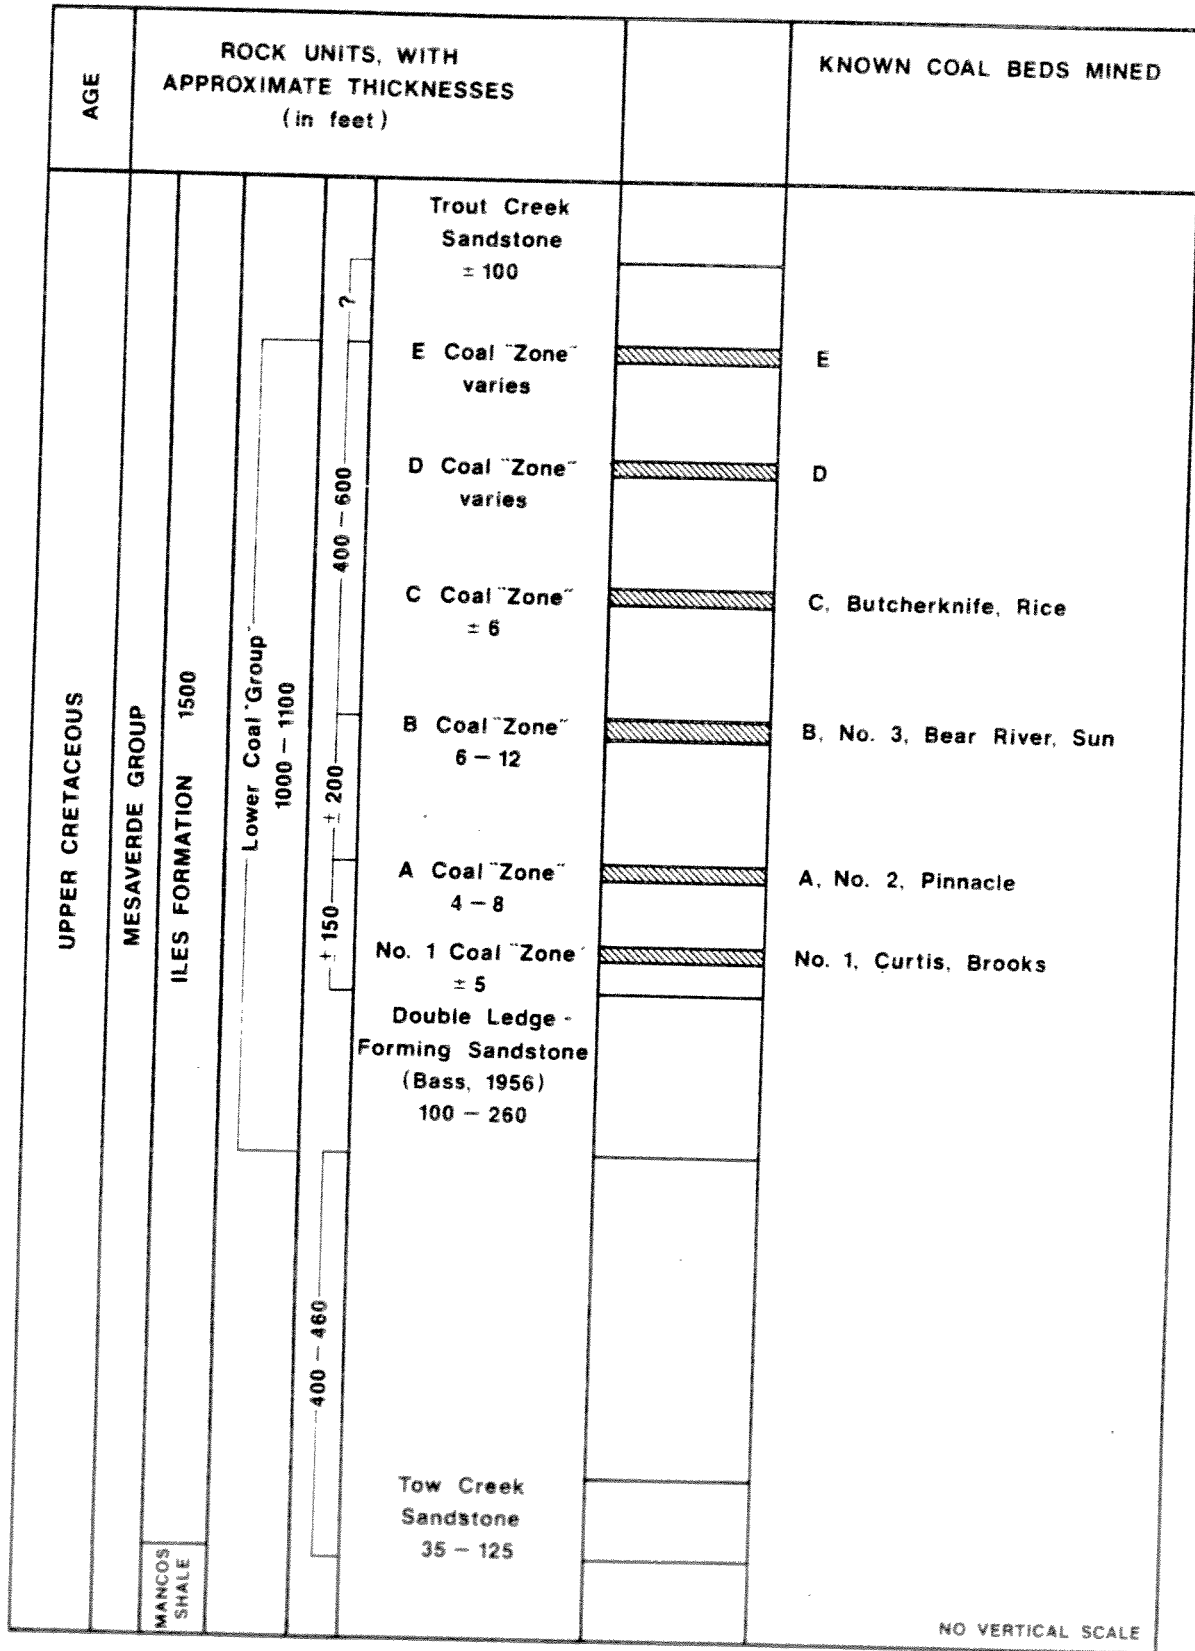 AGE
ROCK UNITS, WITH
APPROXIMATE THICKNESSES
(in feet)
KNOWN COAL BEDS MINED
UPPER CRETACEOUS
MESAVERDE GROUP
ILES FORMATION 1500
MANCOS
SHALE
Lower Coal "Group"
1000 – 1100
?
400 – 600
± 200
± 150
400 – 460
Trout Creek
Sandstone
± 100
E Coal "Zone"
varies
E
D Coal "Zone"
varies
D
C Coal "Zone"
± 6
C, Butcherknife, Rice
B Coal "Zone"
6 – 12
B, No. 3, Bear River, Sun
A Coal "Zone"
4 – 8
A, No. 2, Pinnacle
No. 1 Coal "Zone"
± 5
No. 1, Curtis, Brooks
Double Ledge -
Forming Sandstone
(Bass, 1956)
100 – 260
Tow Creek
Sandstone
35 – 125
NO VERTICAL SCALE